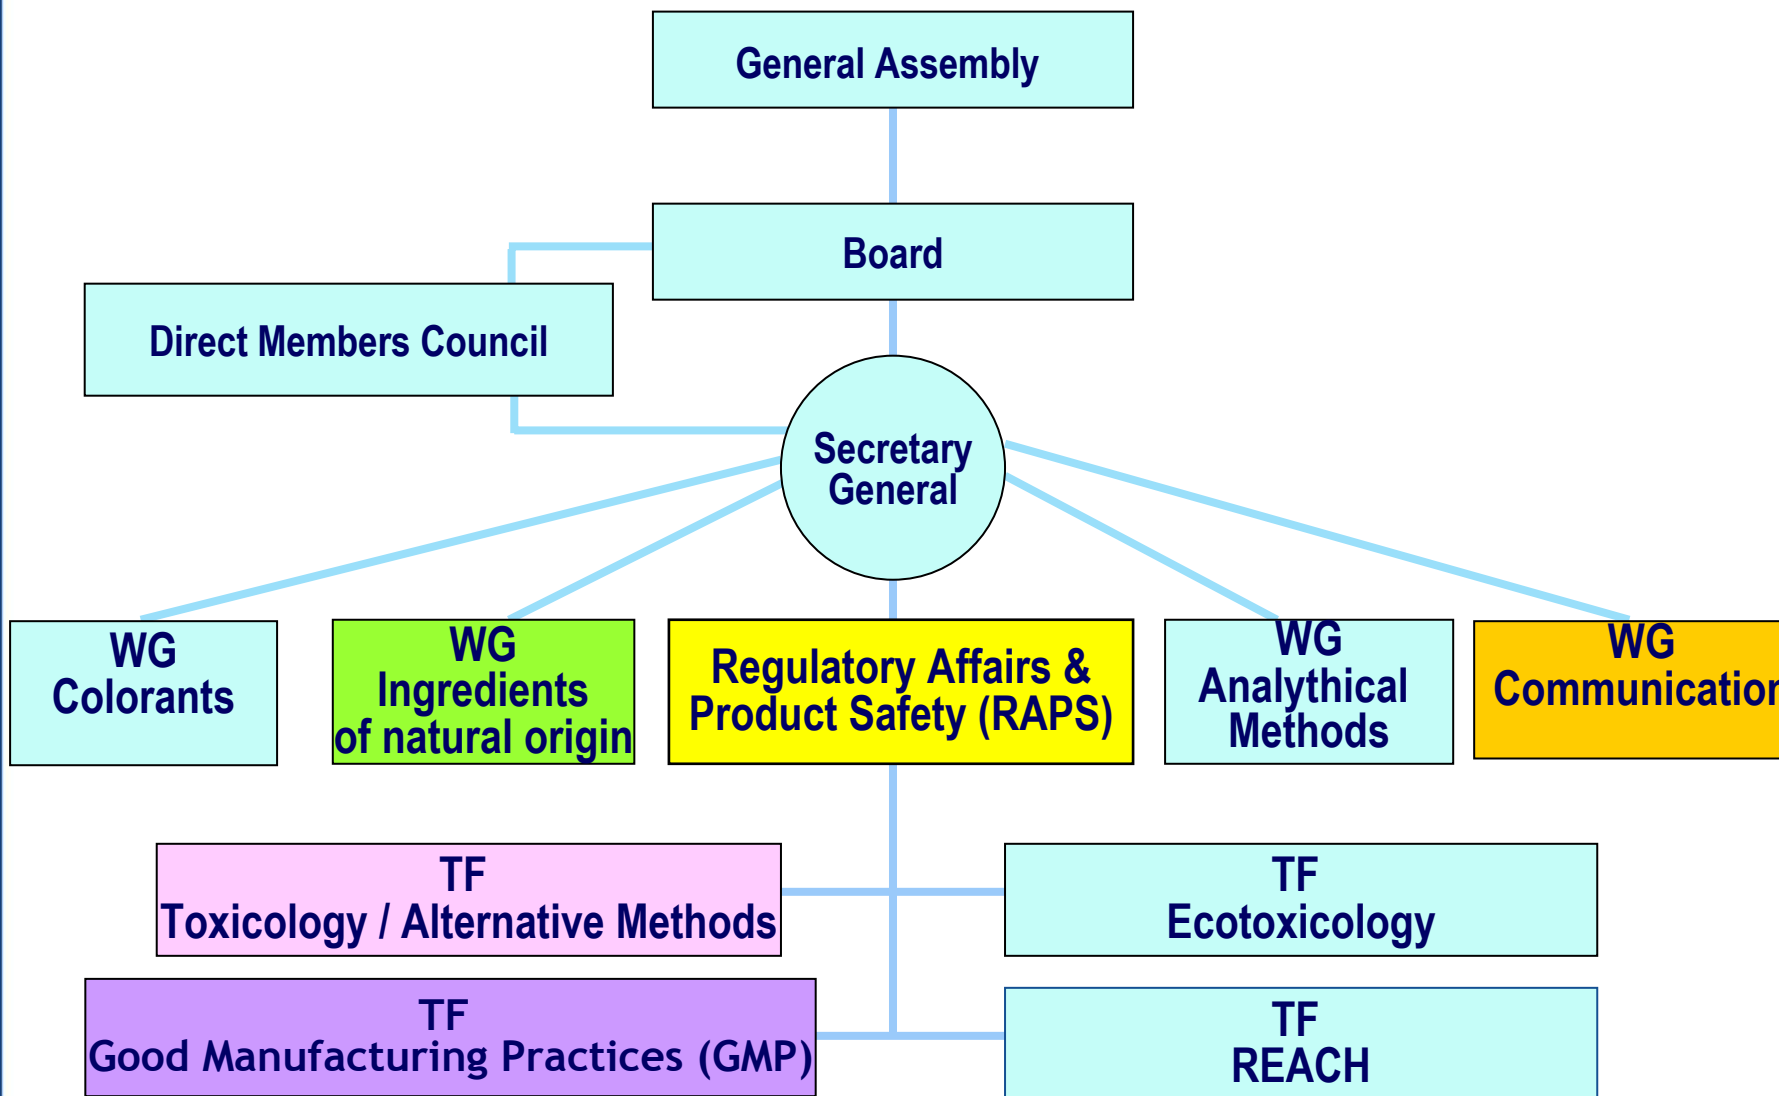 General Assembly
Board
Direct Members Council
Secretary
General
WG
Colorants
WG
Ingredients
of natural origin
Regulatory Affairs &
Product Safety (RAPS)
WG
Analythical
Methods
WG
Communication
TF
Toxicology / Alternative Methods
TF
Ecotoxicology
TF
Good Manufacturing Practices (GMP)
TF
REACH